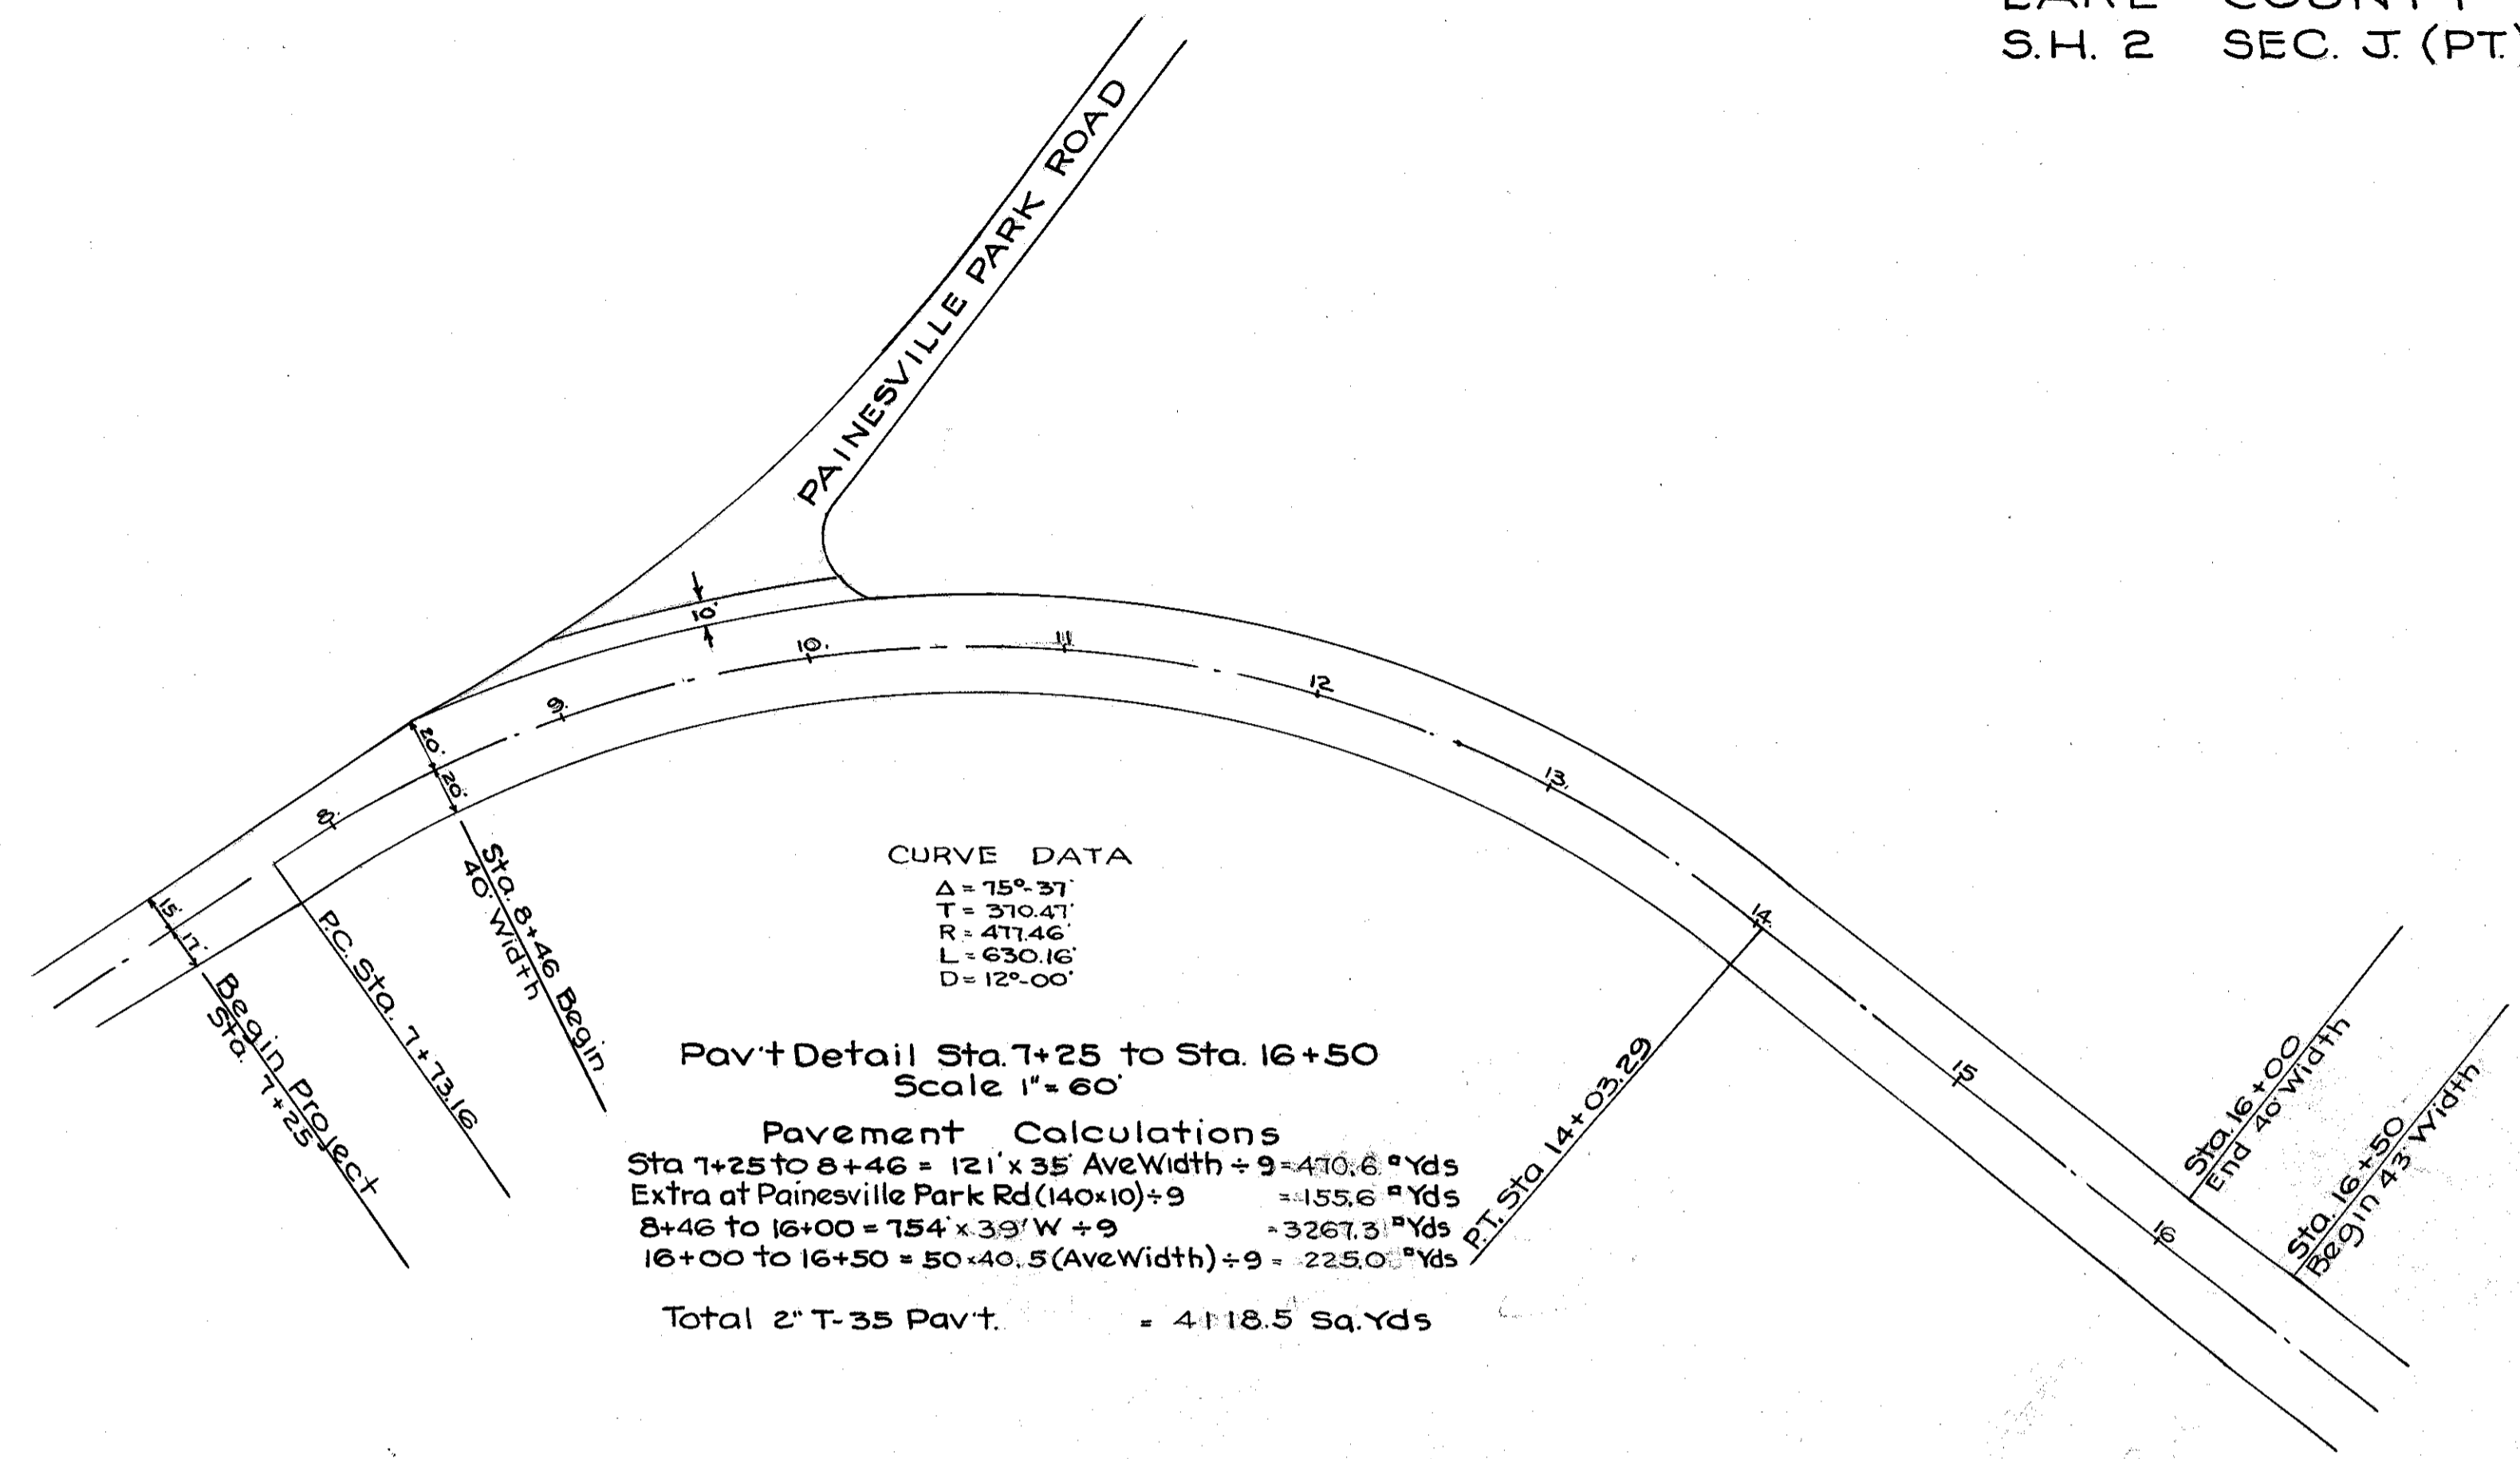 LAKE COUNTY
S.H. 2 SEC. J. (PT.)
PAINESVILLE PARK ROAD
10'
8.
9.
10.
11
12
13.
14.
15
16
20.
20.
15.
17.
Begin Project
Sta. 7+25
P.C. Sta. 7+73.16
Sta. 8+46 Begin
40' Width
CURVE DATA
Δ = 75°-37'
T = 370.47'
R = 477.46'
L = 630.16'
D = 12°-00'
Pav't Detail Sta. 7+25 to Sta. 16+50
Scale 1" = 60'
Pavement Calculations
Sta 7+25 to 8+46 = 121' x 35' Ave Width ÷ 9 = 470.6 □ Yds
Extra at Painesville Park Rd (140x10) ÷ 9 = 155.6 □ Yds
8+46 to 16+00 = 754' x 39' W ÷ 9 = 3267.3 □ Yds
16+00 to 16+50 = 50 x 40.5 (Ave Width) ÷ 9 = 225.0 □ Yds
Total 2" T-35 Pav't. = 4118.5 Sq. Yds
P.T. Sta 14+03.29
Sta. 16+00
End 40' Width
Sta. 16+50
Begin 43' Width